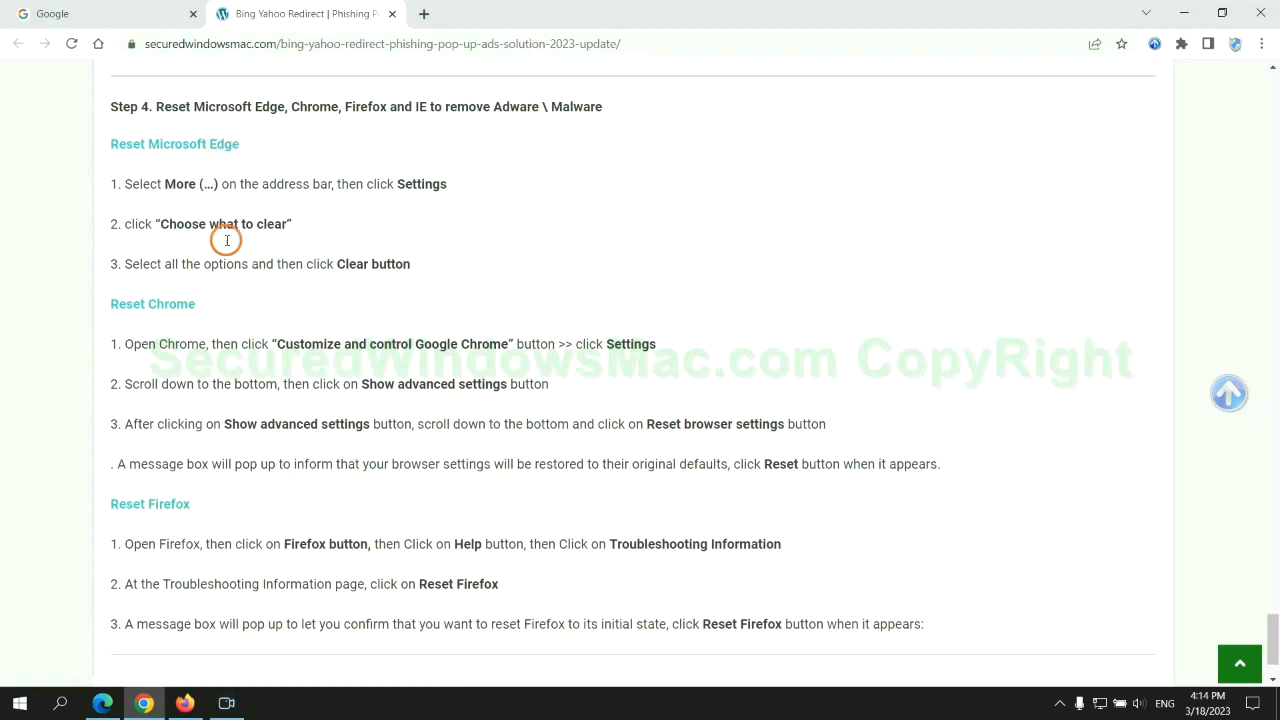 Google
Bing Yahoo Redirect | Phishing P
securedwindowsmac.com/bing-yahoo-redirect-phishing-pop-up-ads-solution-2023-update/
Step 4. Reset Microsoft Edge, Chrome, Firefox and IE to remove Adware \ Malware
Reset Microsoft Edge
1. Select More (…) on the address bar, then click Settings
2. click “Choose what to clear”
3. Select all the options and then click Clear button
Reset Chrome
1. Open Chrome, then click “Customize and control Google Chrome” button >> click Settings
SecuredWindowsMac.com CopyRight
2. Scroll down to the bottom, then click on Show advanced settings button
3. After clicking on Show advanced settings button, scroll down to the bottom and click on Reset browser settings button
. A message box will pop up to inform that your browser settings will be restored to their original defaults, click Reset button when it appears.
Reset Firefox
1. Open Firefox, then click on Firefox button, then Click on Help button, then Click on Troubleshooting Information
2. At the Troubleshooting Information page, click on Reset Firefox
3. A message box will pop up to let you confirm that you want to reset Firefox to its initial state, click Reset Firefox button when it appears:
ENG
4:14 PM
3/18/2023